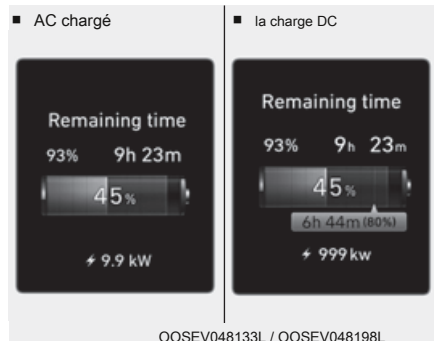 ■ AC chargé
Remaining time
93% 9h 23m
45%
9.9 kW
■ la charge DC
Remaining time
93% 9h 23m
45%
6h 44m (80%)
999 kw
OOSEV048133L / OOSEV048198L